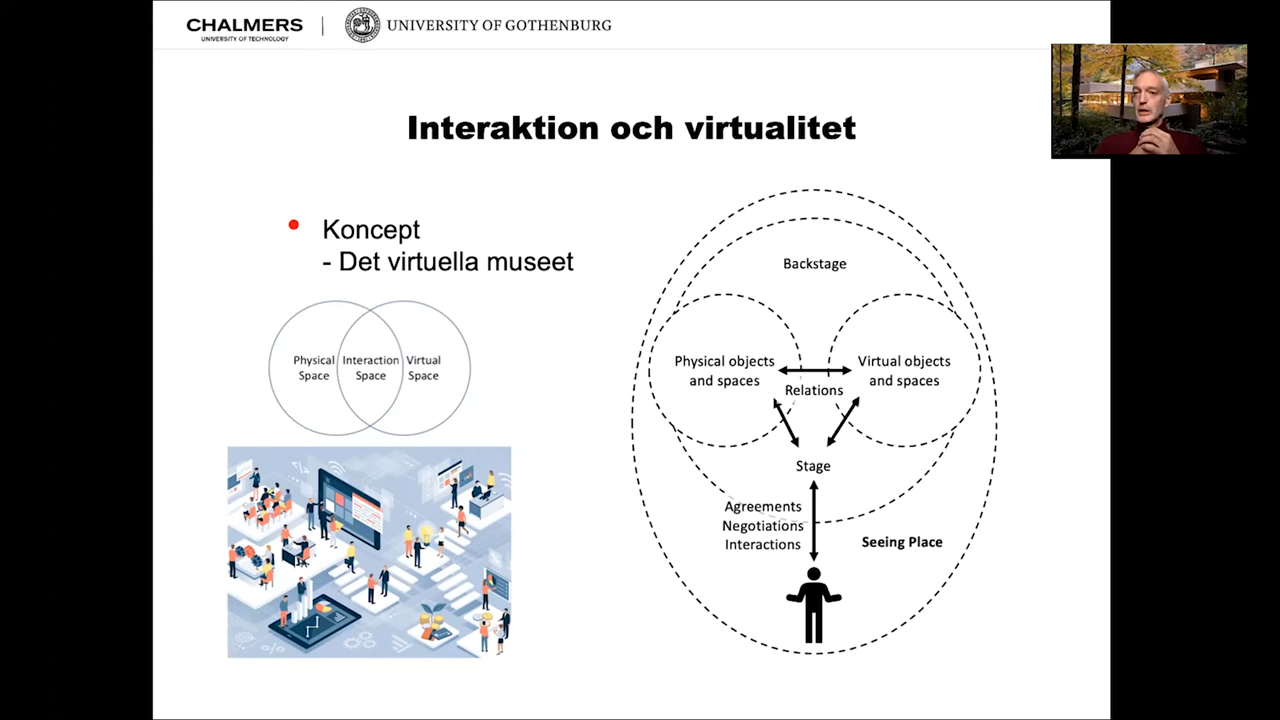 CHALMERS
UNIVERSITY OF TECHNOLOGY
UNIVERSITY OF GOTHENBURG
Interaktion och virtualitet
Koncept
- Det virtuella museet
Physical
Space
Interaction
Space
Virtual
Space
Backstage
Physical objects
and spaces
Virtual objects
and spaces
Relations
Stage
Agreements
Negotiations
Interactions
Seeing Place